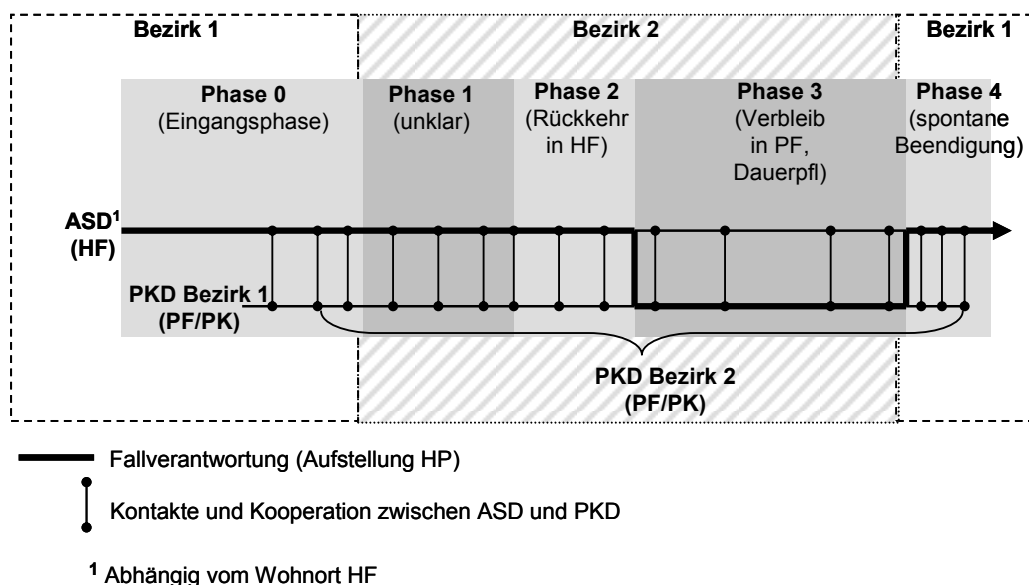 Bezirk 1
Bezirk 2
Bezirk 1
Phase 0
(Eingangsphase)
Phase 1
(unklar)
Phase 2
(Rückkehr
in HF)
Phase 3
(Verbleib
in PF,
Dauerpfl)
Phase 4
(spontane
Beendigung)
ASD¹
(HF)
PKD Bezirk 1
(PF/PK)
PKD Bezirk 2
(PF/PK)
Fallverantwortung (Aufstellung HP)
Kontakte und Kooperation zwischen ASD und PKD
¹ Abhängig vom Wohnort HF